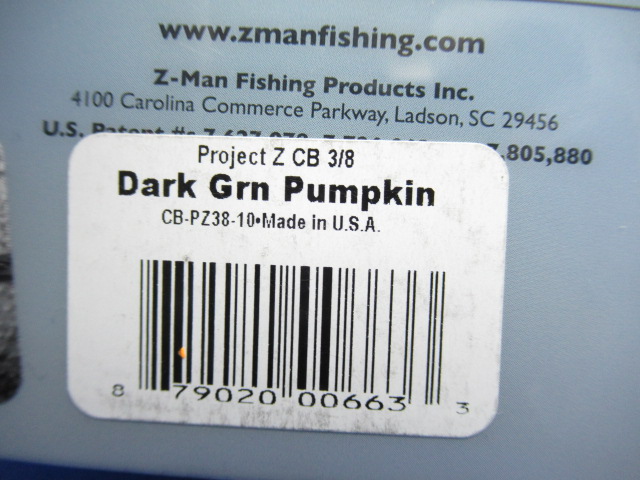 www.zmanfishing.com
Z-Man Fishing Products Inc.
4100 Carolina Commerce Parkway, Ladson, SC 29456
U.S. Patent #s 7,805,880
Project Z CB 3/8
Dark Grn Pumpkin
CB-PZ38-10•Made in U.S.A.
8 79020 00663 3